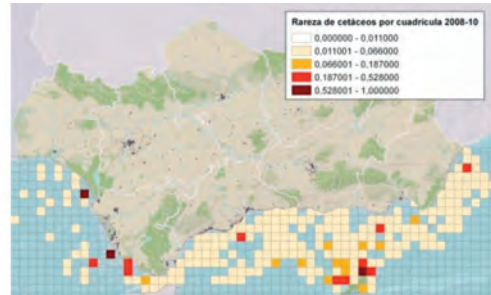 Rareza de cetáceos por cuadrícula 2008-10
0,000000 - 0,011000
0,011001 - 0,066000
0,066001 - 0,187000
0,187001 - 0,528000
0,528001 - 1,000000